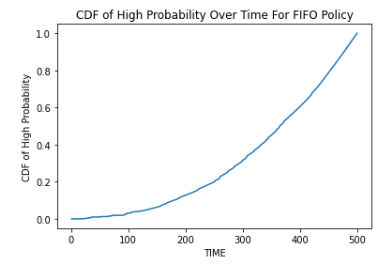 CDF of High Probability Over Time For FIFO Policy
1.0
0.8
0.6
0.4
0.2
0.0
CDF of High Probability
0 100 200 300 400 500
TIME